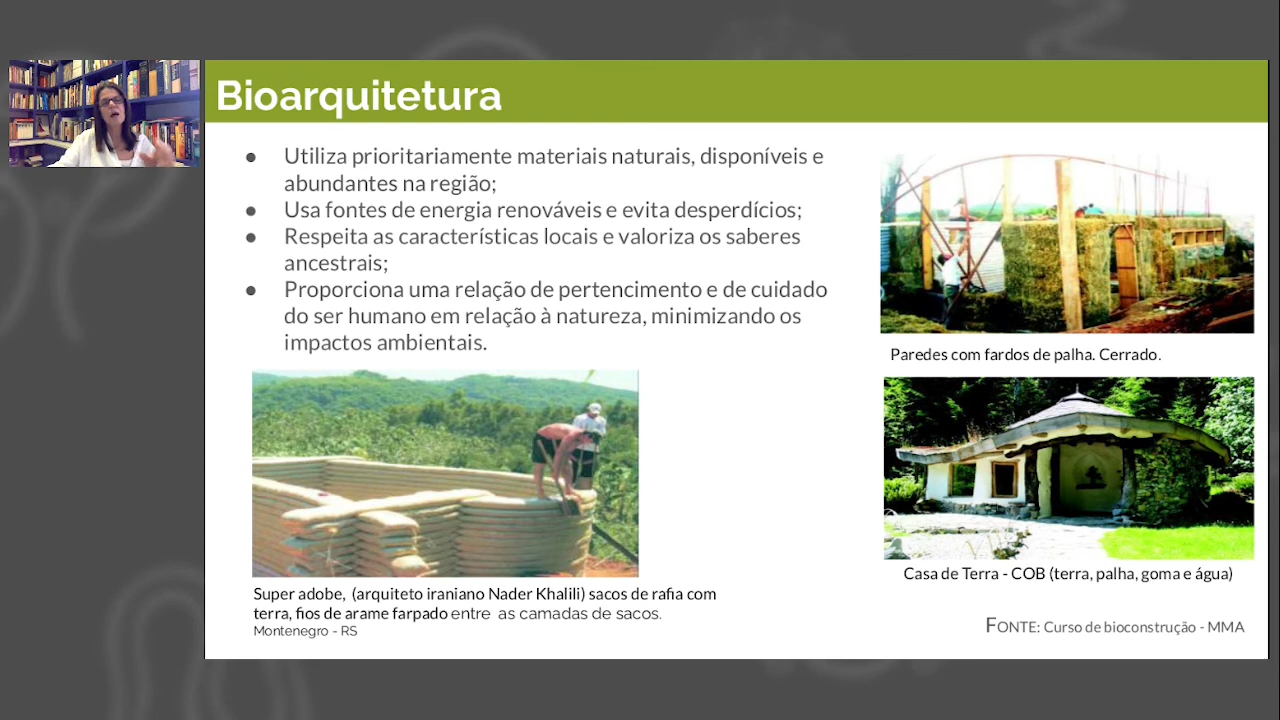 Bioarquitetura
● Utiliza prioritariamente materiais naturais, disponíveis e
abundantes na região;
● Usa fontes de energia renováveis e evita desperdícios;
● Respeita as características locais e valoriza os saberes
ancestrais;
● Proporciona uma relação de pertencimento e de cuidado
do ser humano em relação à natureza, minimizando os
impactos ambientais.
Paredes com fardos de palha. Cerrado.
Casa de Terra - COB (terra, palha, goma e água)
Super adobe, (arquiteto iraniano Nader Khalili) sacos de rafia com
terra, fios de arame farpado entre as camadas de sacos.
Montenegro - RS
FONTE: Curso de bioconstrução - MMA